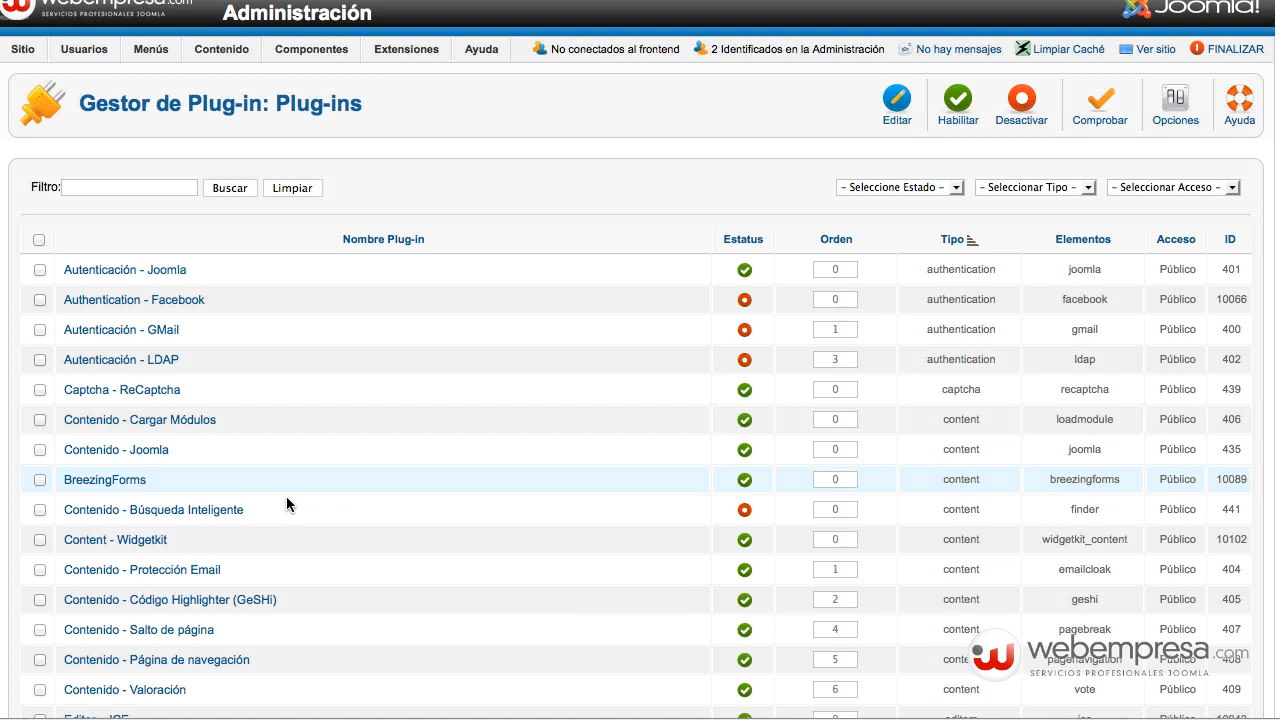 webempresa.com
SERVICIOS PROFESIONALES JOOMLA
Administración
Joomla!
Sitio Usuarios Menús Contenido Componentes Extensiones Ayuda No conectados al frontend 2 Identificados en la Administración No hay mensajes Limpiar Caché Ver sitio FINALIZAR
Gestor de Plug-in: Plug-ins
Editar Habilitar Desactivar Comprobar Opciones Ayuda
Filtro: Buscar Limpiar - Seleccione Estado - - Seleccionar Tipo - - Seleccionar Acceso -
Nombre Plug-in Estatus Orden Tipo Elementos Acceso ID
Autenticación - Joomla 0 authentication joomla Público 401
Authentication - Facebook 0 authentication facebook Público 10066
Autenticación - GMail 1 authentication gmail Público 400
Autenticación - LDAP 3 authentication ldap Público 402
Captcha - ReCaptcha 0 captcha recaptcha Público 439
Contenido - Cargar Módulos 0 content loadmodule Público 406
Contenido - Joomla 0 content joomla Público 435
BreezingForms 0 content breezingforms Público 10089
Contenido - Búsqueda Inteligente 0 content finder Público 441
Content - Widgetkit 0 content widgetkit_content Público 10102
Contenido - Protección Email 1 content emailcloak Público 404
Contenido - Código Highlighter (GeSHi) 2 content geshi Público 405
Contenido - Salto de página 4 content pagebreak Público 407
Contenido - Página de navegación 5 content pagenavigation Público 408
Contenido - Valoración 6 content vote Público 409
webempresa.com
SERVICIOS PROFESIONALES JOOMLA